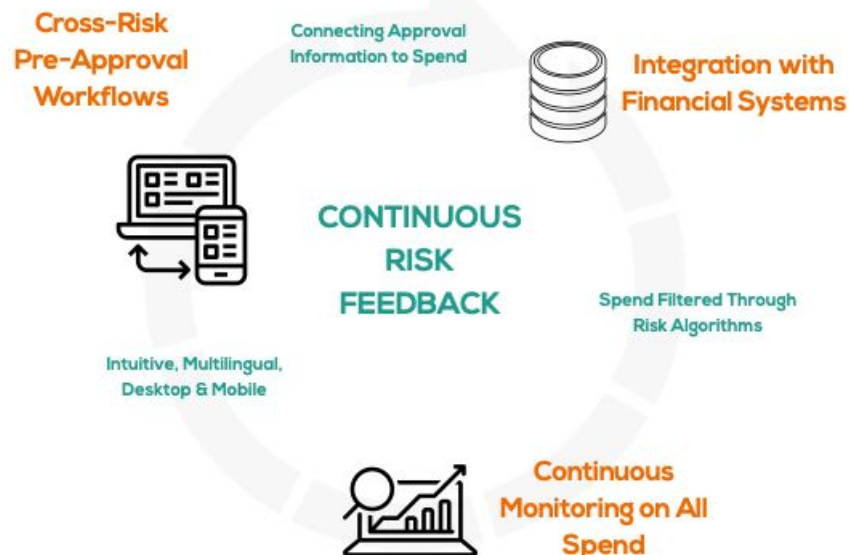 Cross-Risk
Pre-Approval
Workflows
Connecting Approval
Information to Spend
Integration with
Financial Systems
CONTINUOUS
RISK
FEEDBACK
Spend Filtered Through
Risk Algorithms
Intuitive, Multilingual,
Desktop & Mobile
Continuous
Monitoring on All
Spend